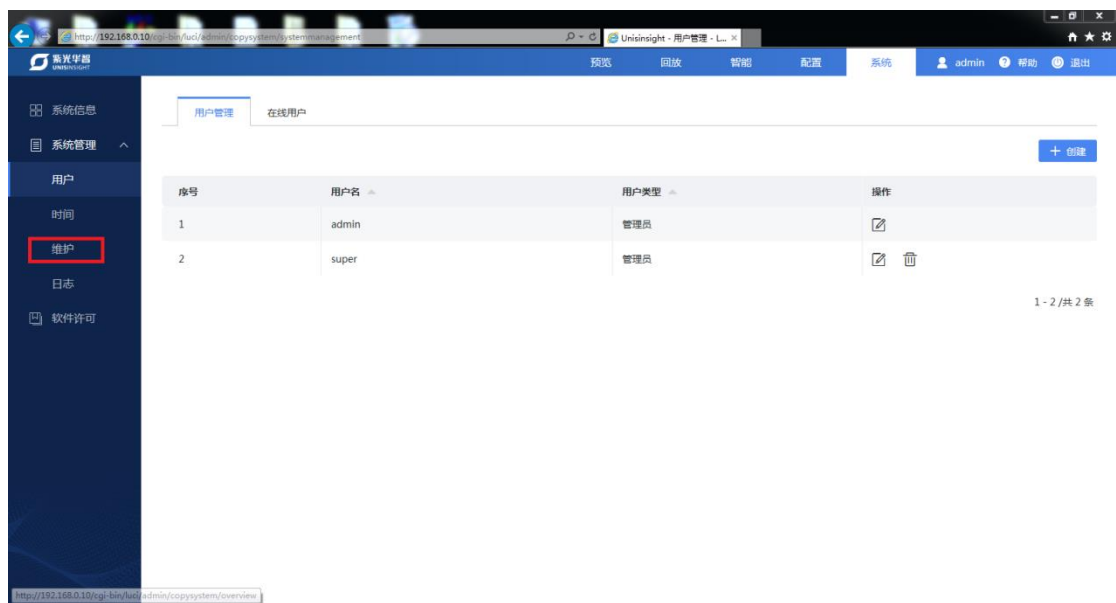 http://192.168.0.10/cgi-bin/luci/admin/copysystem/systemmanagement
Unisinsight - 用户管理 - L...
紫光华智
UNISINSIGHT
预览 回放 智能 配置 系统 admin 帮助 退出
系统信息
系统管理
用户
时间
维护
日志
软件许可
用户管理 在线用户
+ 创建
序号 用户名 用户类型 操作
1 admin 管理员
2 super 管理员
1 - 2 /共 2 条
http://192.168.0.10/cgi-bin/luci/admin/copysystem/overview